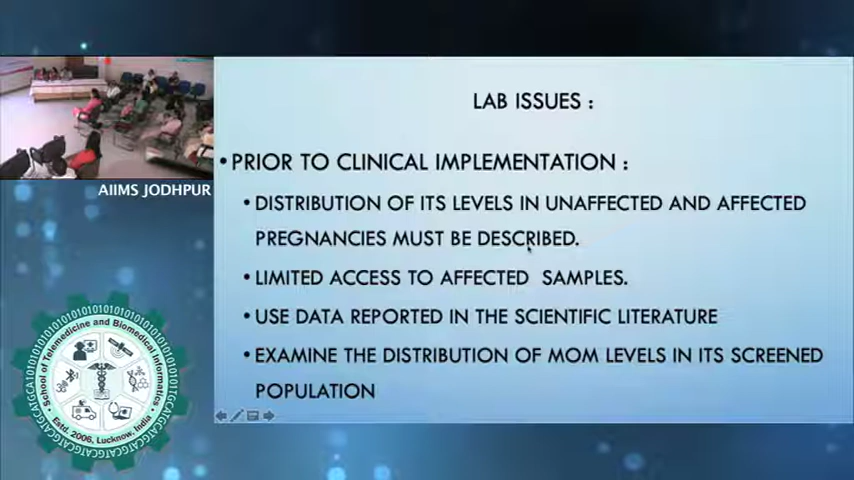 LAB ISSUES :
• PRIOR TO CLINICAL IMPLEMENTATION :
• DISTRIBUTION OF ITS LEVELS IN UNAFFECTED AND AFFECTED
PREGNANCIES MUST BE DESCRIBED.
• LIMITED ACCESS TO AFFECTED SAMPLES.
• USE DATA REPORTED IN THE SCIENTIFIC LITERATURE
• EXAMINE THE DISTRIBUTION OF MOM LEVELS IN ITS SCREENED
POPULATION
AIIMS JODHPUR
School of Telemedicine and Biomedical Informatics
Estd. 2006, Lucknow, India